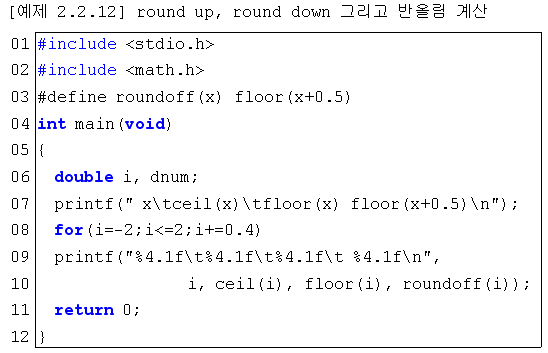 [예제 2.2.12] round up, round down 그리고 반올림 계산
01 #include <stdio.h>
02 #include <math.h>
03 #define roundoff(x) floor(x+0.5)
04 int main(void)
05 {
06   double i, dnum;
07   printf(" x\tceil(x)\tfloor(x) floor(x+0.5)\n");
08   for(i=-2;i<=2;i+=0.4)
09   printf("%4.1f\t%4.1f\t%4.1f\t %4.1f\n",
10                 i, ceil(i), floor(i), roundoff(i));
11   return 0;
12 }